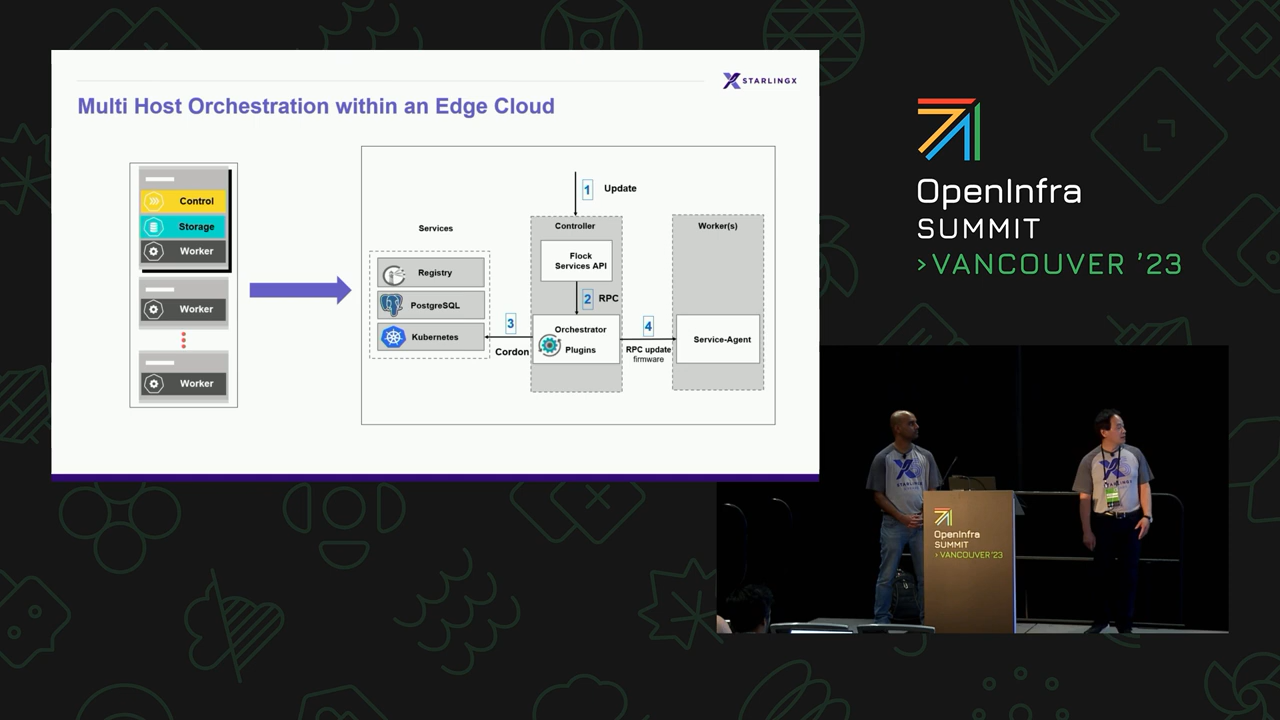 STARLINGX
Multi Host Orchestration within an Edge Cloud
Control
Storage
Worker
Worker
Worker
Services
Registry
PostgreSQL
Kubernetes
3
Cordon
1
Update
Controller
Flock
Services API
2
RPC
Orchestrator
Plugins
4
RPC update
firmware
Worker(s)
Service-Agent
OpenInfra
SUMMIT
>VANCOUVER '23
STARLINGX
STARLINGX
OpenInfra
SUMMIT
> VANCOUVER '23